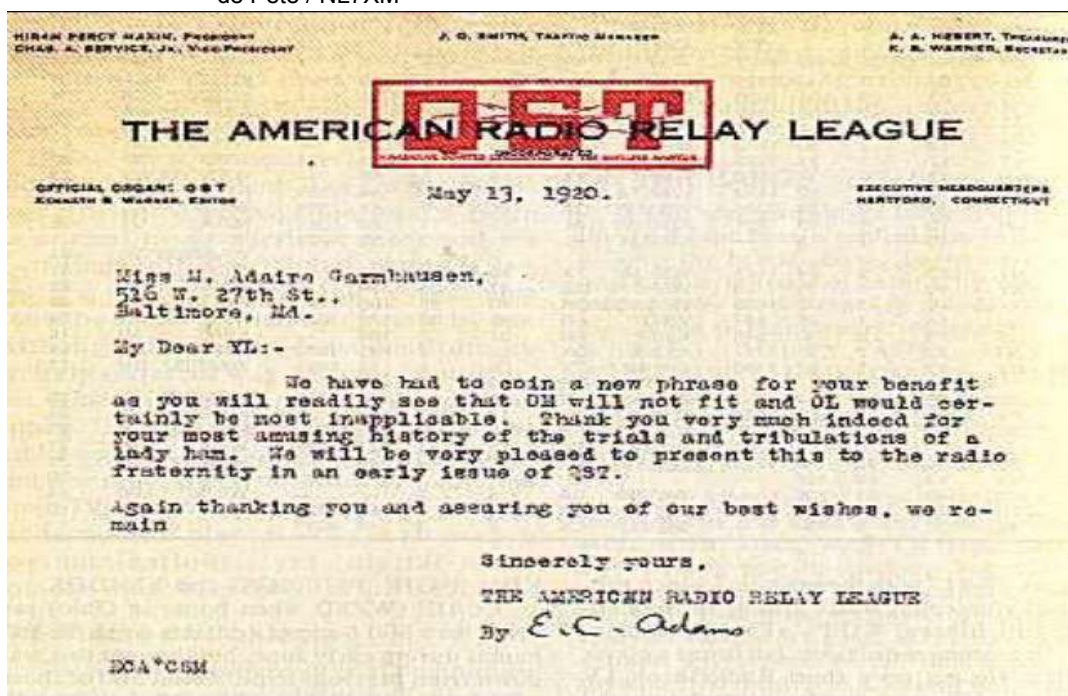 de Pete / NL7XM
HIRAM PERCY MAXIM, PRESIDENT
CHAS. A. SERVICE, JR., VICE-PRESIDENT
J. O. SMITH, TRAFFIC MANAGER
A. A. HEBERT, TREASURER
K. B. WARNER, SECRETAR
QST
THE AMERICAN RADIO RELAY LEAGUE
INCORPORATED
OFFICIAL ORGAN: QST
KENNETH B. WARNER, EDITOR
May 13, 1920.
EXECUTIVE HEADQUARTERS
HARTFORD, CONNECTICUT
Miss M. Adaire Garmhausen,
516 W. 27th St.,
Baltimore, Md.
My Dear YL:-
We have had to coin a new phrase for your benefit
as you will readily see that OM will not fit and OL would cer-
tainly be most inapplicable. Thank you very much indeed for
your most amusing history of the trials and tribulations of a
lady ham. We will be very pleased to present this to the radio
fraternity in an early issue of QST.
Again thanking you and assuring you of our best wishes, we re-
main
Sincerely yours,
THE AMERICAN RADIO RELAY LEAGUE
By E. C. Adams
DCA*CSM